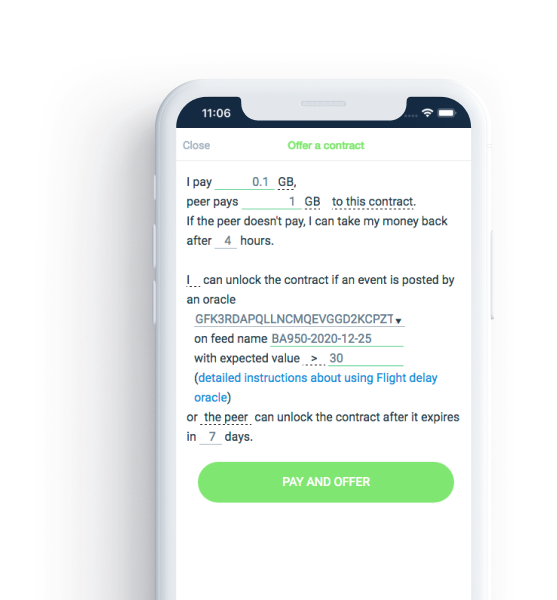 11:06
Close Offer a contract
I pay 0.1 GB,
peer pays 1 GB to this contract.
If the peer doesn't pay, I can take my money back
after 4 hours.
I can unlock the contract if an event is posted by
an oracle
GFK3RDAPQLLNCMQEVGGD2KCPZT
on feed name BA950-2020-12-25
with expected value > 30
(detailed instructions about using Flight delay
oracle)
or the peer can unlock the contract after it expires
in 7 days.
PAY AND OFFER